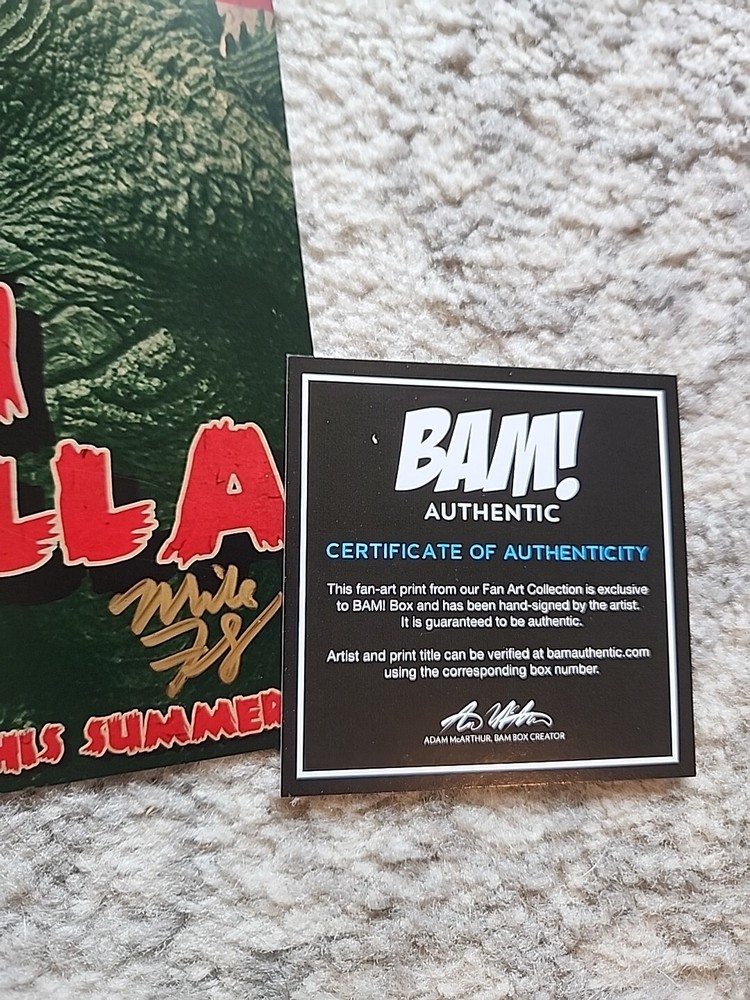 LLA
Mike
HIS SUMMER
BAM!
AUTHENTIC
CERTIFICATE OF AUTHENTICITY
This fan-art print from our Fan Art Collection is exclusive
to BAM! Box and has been hand-signed by the artist.
It is guaranteed to be authentic.
Artist and print title can be verified at bamauthentic.com
using the corresponding box number.
ADAM McARTHUR, BAM BOX CREATOR